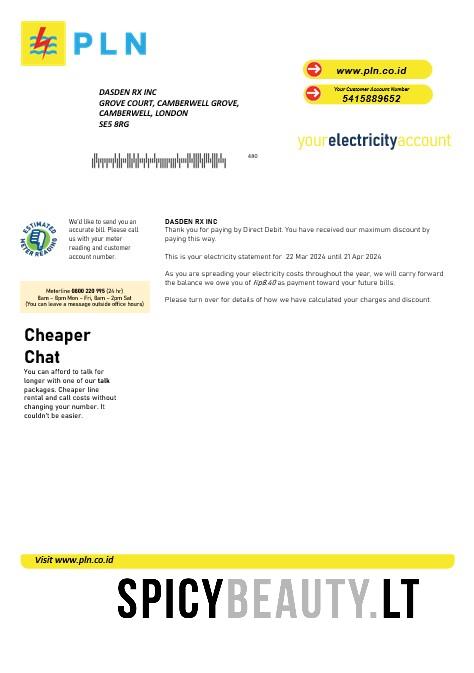 PLN
www.pln.co.id
Your Customer Account Number
5415889652
DASDEN RX INC
GROVE COURT, CAMBERWELL GROVE,
CAMBERWELL, LONDON
SE5 8RG
yourelectricityaccount
480
ESTIMATED
METER READING
We'd like to send you an
accurate bill. Please call
us with your meter
reading and customer
account number.
DASDEN RX INC
Thank you for paying by Direct Debit. You have received our maximum discount by
paying this way.
This is your electricity statement for 22 Mar 2024 until 21 Apr 2024
As you are spreading your electricity costs throughout the year, we will carry forward
the balance we owe you of Rp8.40 as payment toward your future bills.
Please turn over for details of how we have calculated your charges and discount
Meterline 0800 220 995 (24 hr)
8am – 8pm Mon – Fri, 8am – 2pm Sat
(You can leave a message outside office hours)
Cheaper
Chat
You can afford to talk for
longer with one of our talk
packages. Cheaper line
rental and call costs without
changing your number. It
couldn't be easier.
Visit www.pln.co.id
SPICYBEAUTY.LT